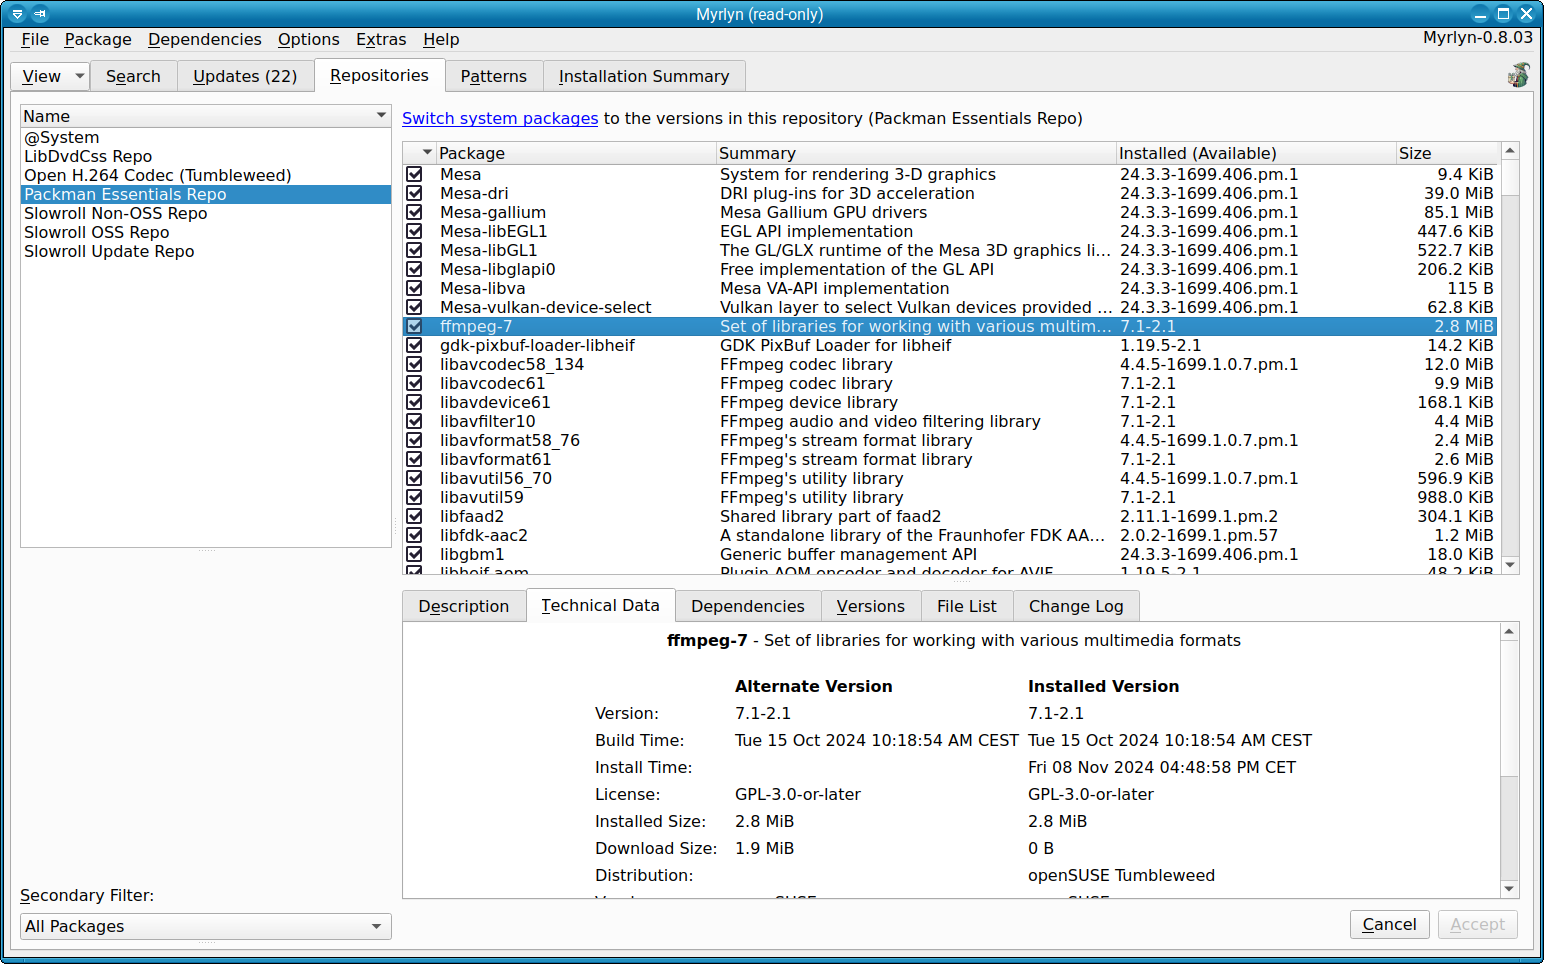 Myrlyn (read-only)
File Package Dependencies Options Extras Help Myrlyn-0.8.03
View Search Updates (22) Repositories Patterns Installation Summary
Name
@System
LibDvdCss Repo
Open H.264 Codec (Tumbleweed)
Packman Essentials Repo
Slowroll Non-OSS Repo
Slowroll OSS Repo
Slowroll Update Repo
Secondary Filter:
All Packages
Switch system packages to the versions in this repository (Packman Essentials Repo)
Package Summary Installed (Available) Size
Mesa System for rendering 3-D graphics 24.3.3-1699.406.pm.1 9.4 KiB
Mesa-dri DRI plug-ins for 3D acceleration 24.3.3-1699.406.pm.1 39.0 MiB
Mesa-gallium Mesa Gallium GPU drivers 24.3.3-1699.406.pm.1 85.1 MiB
Mesa-libEGL1 EGL API implementation 24.3.3-1699.406.pm.1 447.6 KiB
Mesa-libGL1 The GL/GLX runtime of the Mesa 3D graphics li... 24.3.3-1699.406.pm.1 522.7 KiB
Mesa-libglapi0 Free implementation of the GL API 24.3.3-1699.406.pm.1 206.2 KiB
Mesa-libva Mesa VA-API implementation 24.3.3-1699.406.pm.1 115 B
Mesa-vulkan-device-select Vulkan layer to select Vulkan devices provided ... 24.3.3-1699.406.pm.1 62.8 KiB
ffmpeg-7 Set of libraries for working with various multim... 7.1-2.1 2.8 MiB
gdk-pixbuf-loader-libheif GDK PixBuf Loader for libheif 1.19.5-2.1 14.2 KiB
libavcodec58_134 FFmpeg codec library 4.4.5-1699.1.0.7.pm.1 12.0 MiB
libavcodec61 FFmpeg codec library 7.1-2.1 9.9 MiB
libavdevice61 FFmpeg device library 7.1-2.1 168.1 KiB
libavfilter10 FFmpeg audio and video filtering library 7.1-2.1 4.4 MiB
libavformat58_76 FFmpeg's stream format library 4.4.5-1699.1.0.7.pm.1 2.4 MiB
libavformat61 FFmpeg's stream format library 7.1-2.1 2.6 MiB
libavutil56_70 FFmpeg's utility library 4.4.5-1699.1.0.7.pm.1 596.9 KiB
libavutil59 FFmpeg's utility library 7.1-2.1 988.0 KiB
libfaad2 Shared library part of faad2 2.11.1-1699.1.pm.2 304.1 KiB
libfdk-aac2 A standalone library of the Fraunhofer FDK AA... 2.0.2-1699.1.pm.57 1.2 MiB
libgbm1 Generic buffer management API 24.3.3-1699.406.pm.1 18.0 KiB
libheif-aom Plugin AOM encoder and decoder for AVIF 1.19.5-2.1 48.2 KiB
Description Technical Data Dependencies Versions File List Change Log
ffmpeg-7 - Set of libraries for working with various multimedia formats
Alternate Version Installed Version
Version: 7.1-2.1 7.1-2.1
Build Time: Tue 15 Oct 2024 10:18:54 AM CEST Tue 15 Oct 2024 10:18:54 AM CEST
Install Time: Fri 08 Nov 2024 04:48:58 PM CET
License: GPL-3.0-or-later GPL-3.0-or-later
Installed Size: 2.8 MiB 2.8 MiB
Download Size: 1.9 MiB 0 B
Distribution: openSUSE Tumbleweed
Cancel Accept